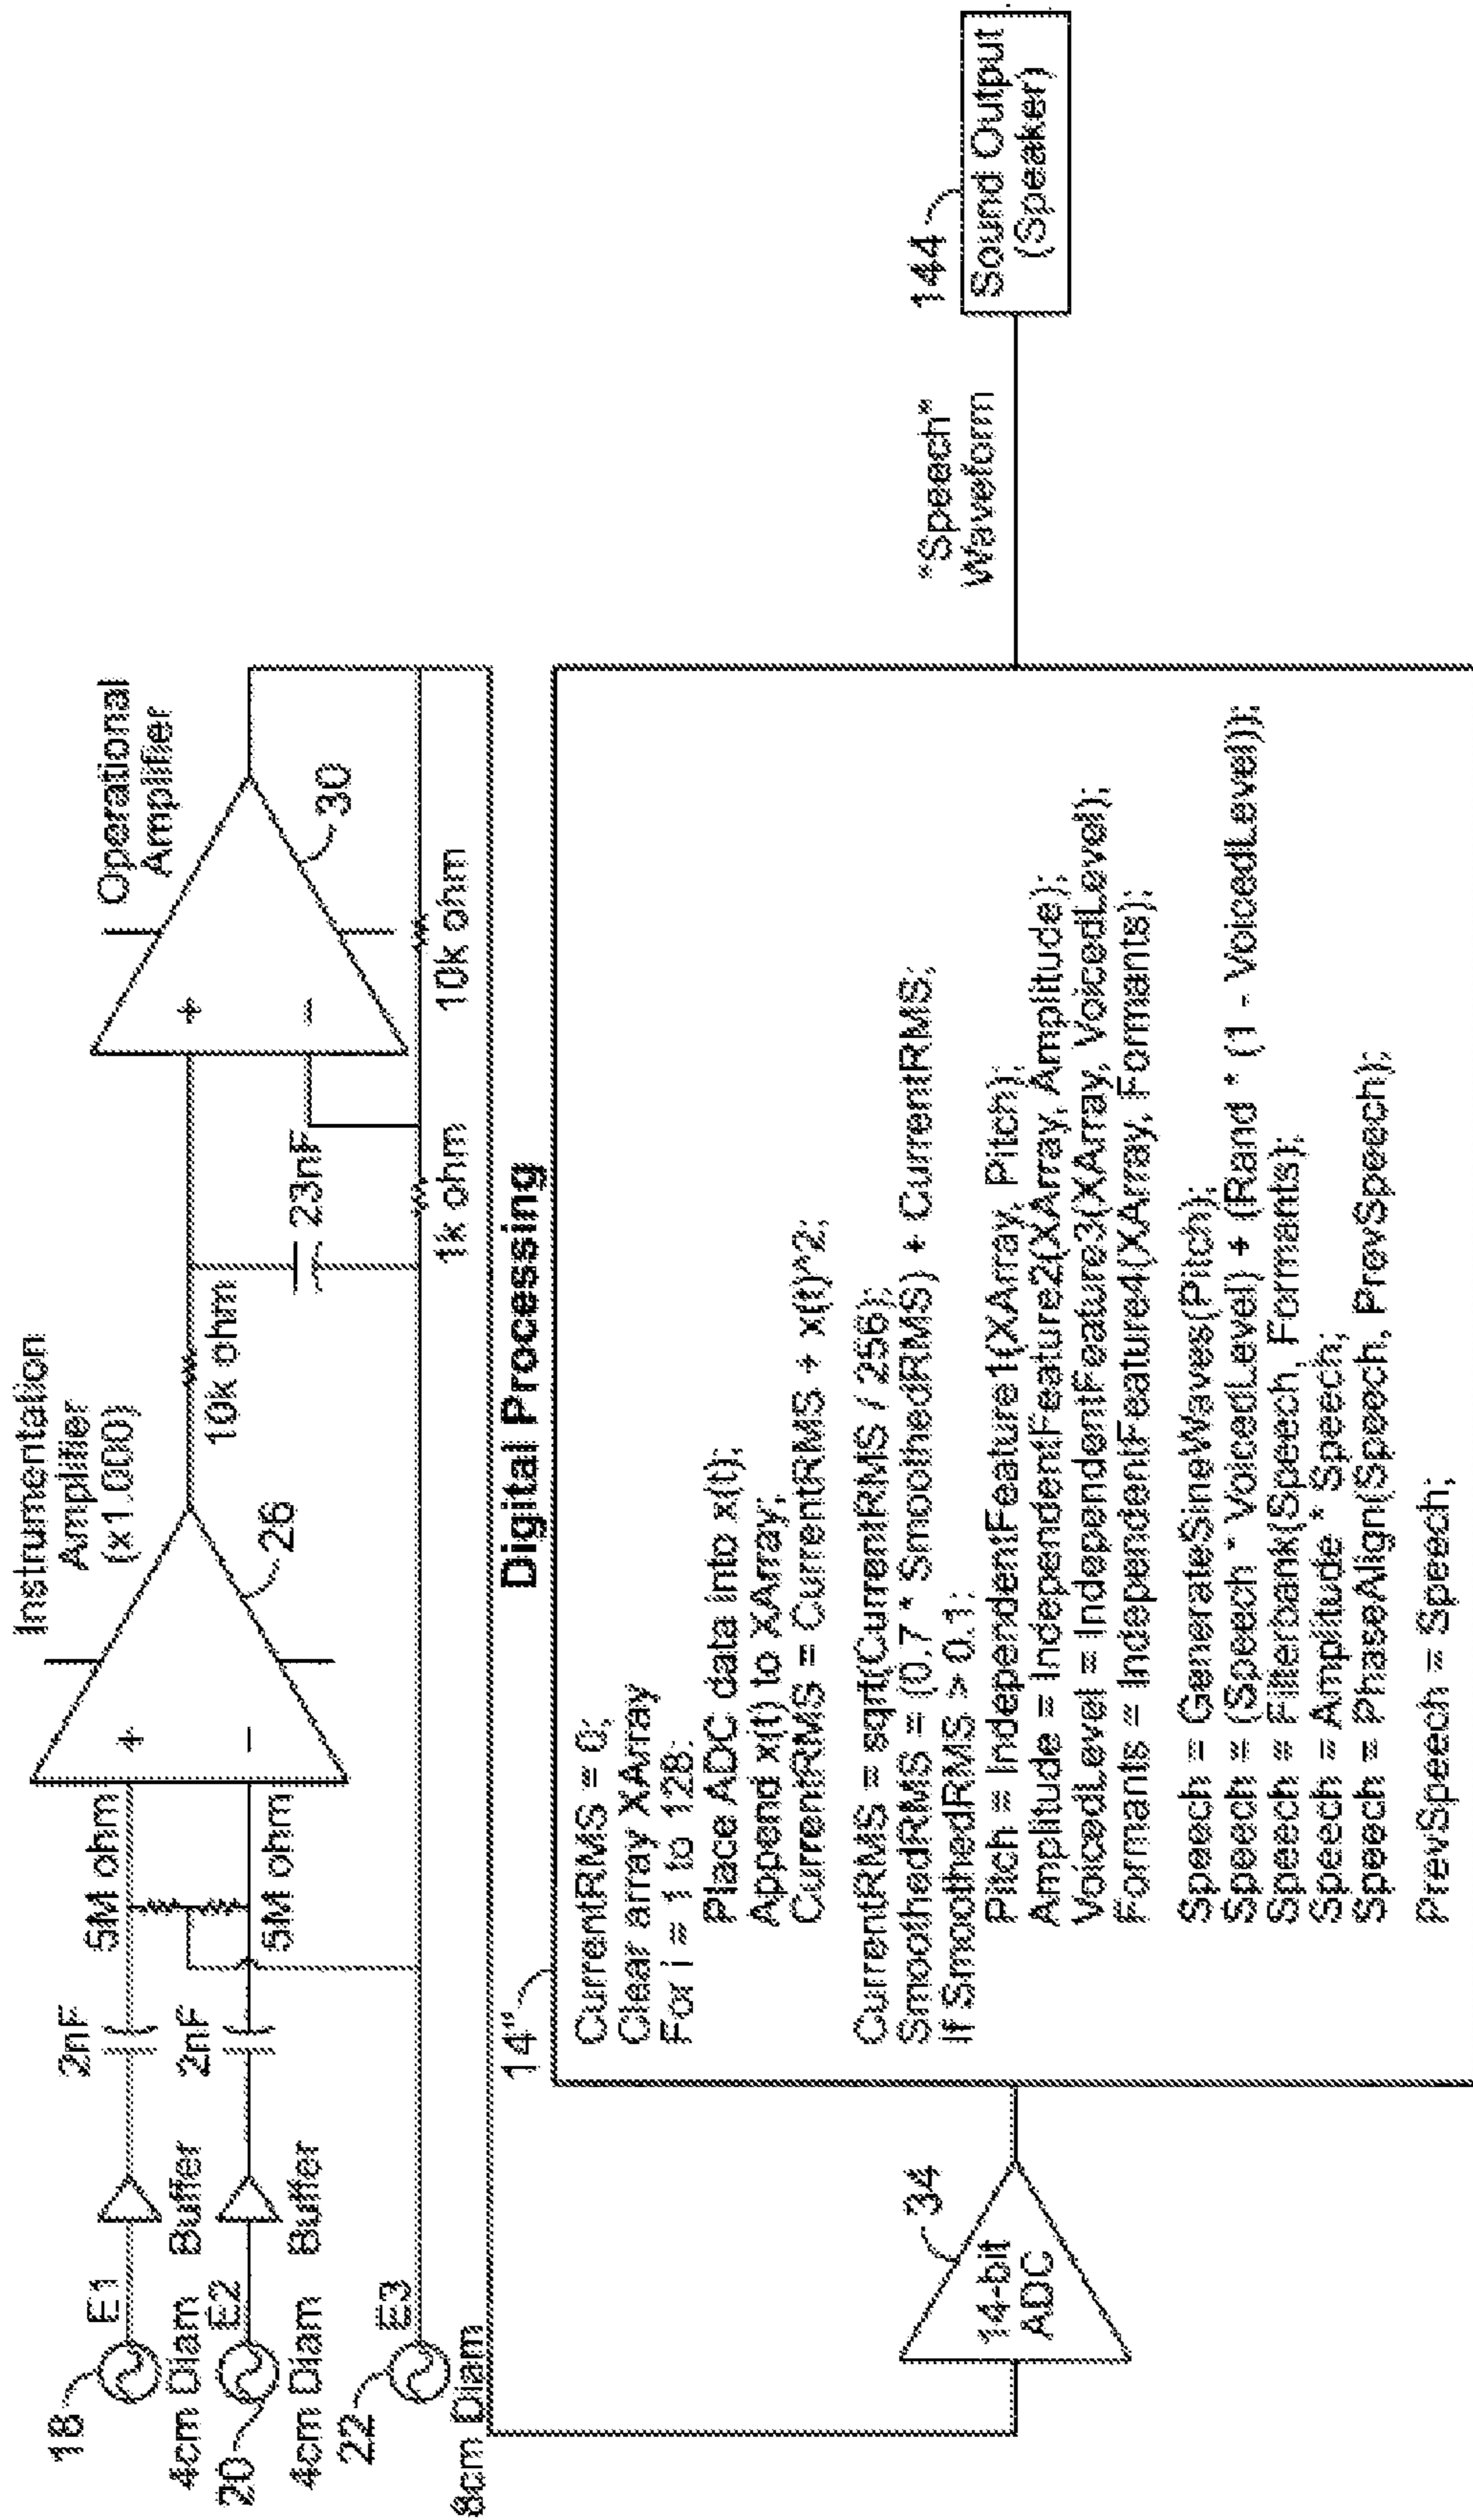 18
E1
4cm Diam
Buffer
20
E2
4cm Diam
Buffer
22
E3
8cm Diam
2nF
2nF
5M ohm
5M ohm
Instrumentation
Amplifier
(x1,000)
+
−
26
10k ohm
23nF
Operational
Amplifier
+
−
30
1k ohm
10k ohm
34
14-bit
ADC
Digital Processing
14"
CurrentRMS = 0;
Clear array XArray
For i = 1 to 128:
Place ADC data into x(t);
Append x(t) to XArray;
CurrentRMS = CurrentRMS + x(t)^2;
CurrentRMS = sqrt(CurrentRMS / 256);
SmoothedRMS = (0.7 * SmoothedRMS) + CurrentRMS;
If SmoothedRMS > 0.1:
Pitch = IndependentFeature1(XArray, Pitch);
Amplitude = IndependentFeature2(XArray, Amplitude);
VoicedLevel = IndependentFeature3(XArray, VoicedLevel);
Formants = IndependentFeature4(XArray, Formants);
Speech = GenerateSineWaves(Pitch);
Speech = (Speech * VoicedLevel) + (Rand * (1 - VoicedLevel));
Speech = Filterbank(Speech, Formants);
Speech = Amplitude * Speech;
Speech = PhaseAlign(Speech, PrevSpeech);
PrevSpeech = Speech;
"Speech"
Waveform
144
Sound Output
(Speaker)